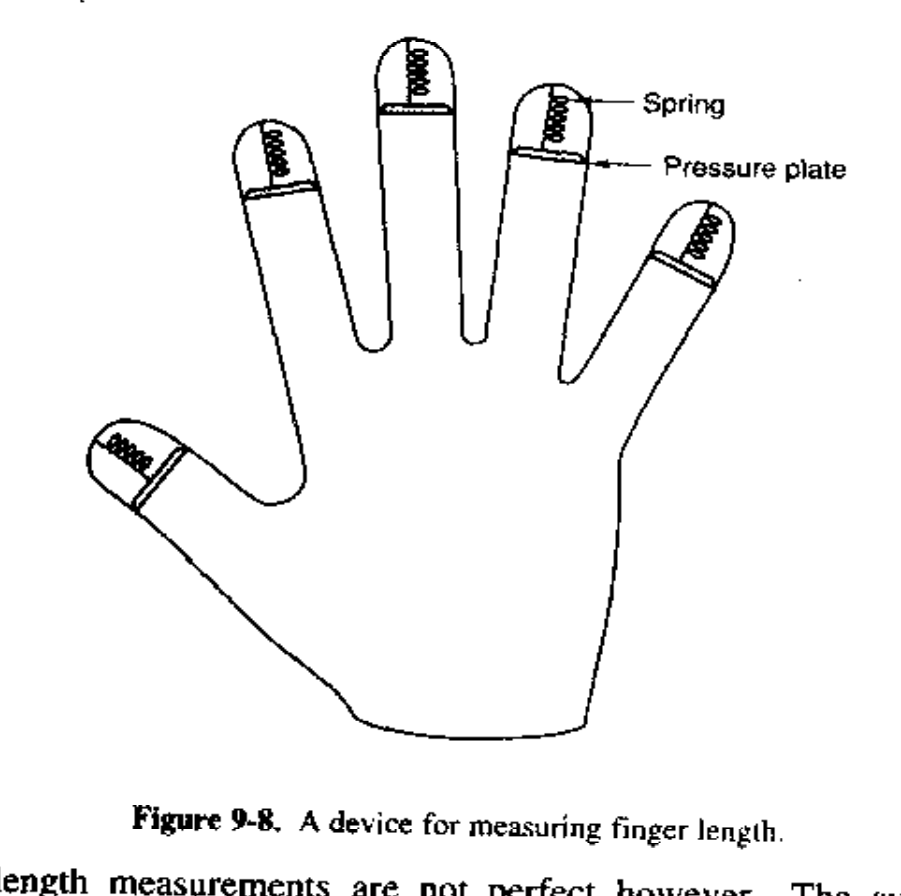 Spring
Pressure plate
Figure 9-8. A device for measuring finger length.
length measurements are not perfect however. The